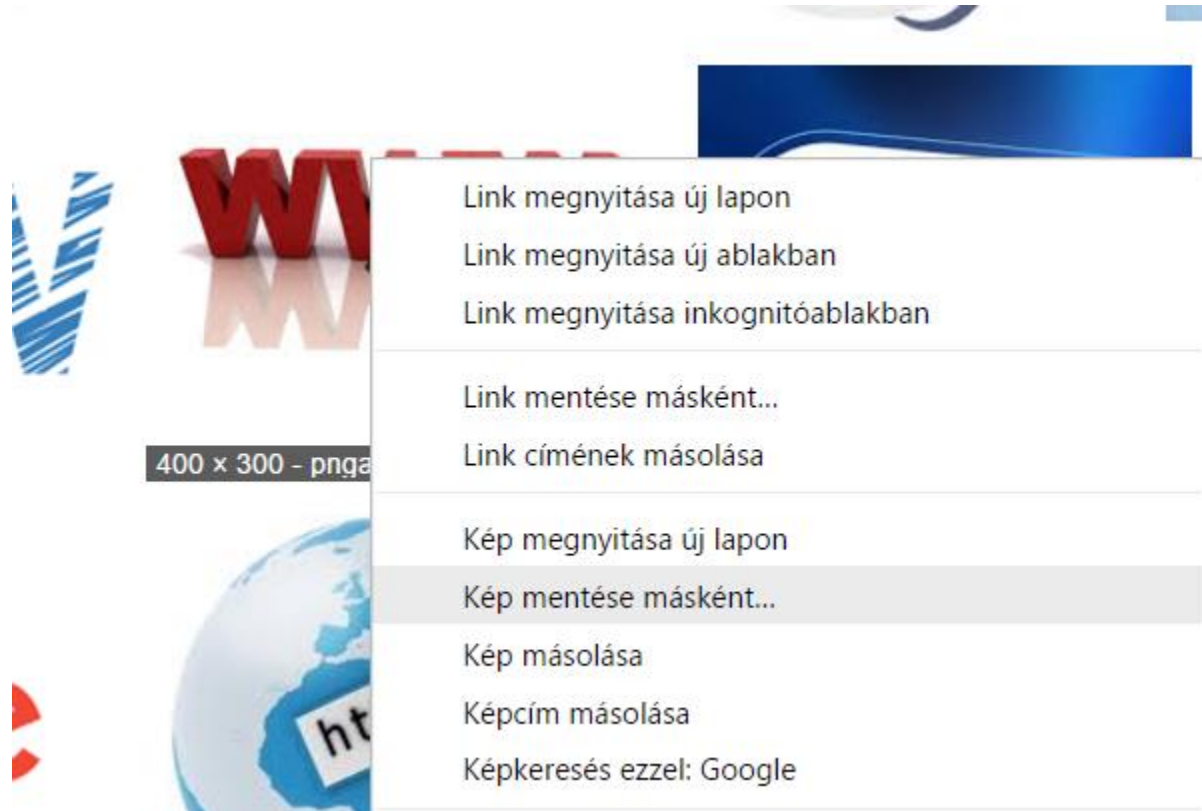 Link megnyitása új lapon
Link megnyitása új ablakban
Link megnyitása inkognitóablakban
Link mentése másként...
Link címének másolása
400 × 300 - pnga
Kép megnyitása új lapon
Kép mentése másként...
Kép másolása
Képcím másolása
Képkeresés ezzel: Google